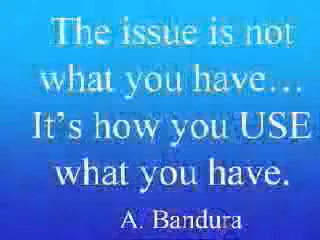 The issue is not
what you have...
It's how you USE
what you have.
A. Bandura